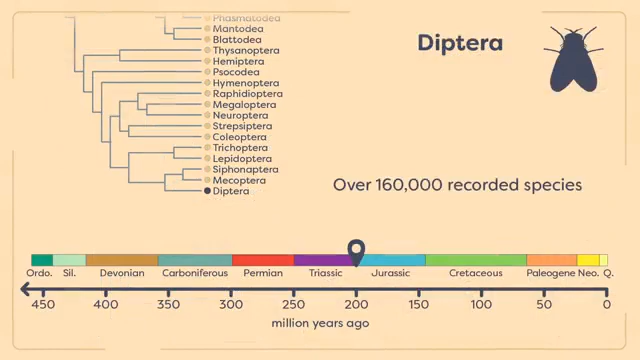 Phasmatodea
Mantodea
Blattodea
Thysanoptera
Hemiptera
Psocodea
Hymenoptera
Raphidioptera
Megaloptera
Neuroptera
Strepsiptera
Coleoptera
Trichoptera
Lepidoptera
Siphonaptera
Mecoptera
Diptera
Diptera
Over 160,000 recorded species
Ordo. Sil. Devonian Carboniferous Permian Triassic Jurassic Cretaceous Paleogene Neo. Q.
450 400 350 300 250 200 150 100 50 0
million years ago